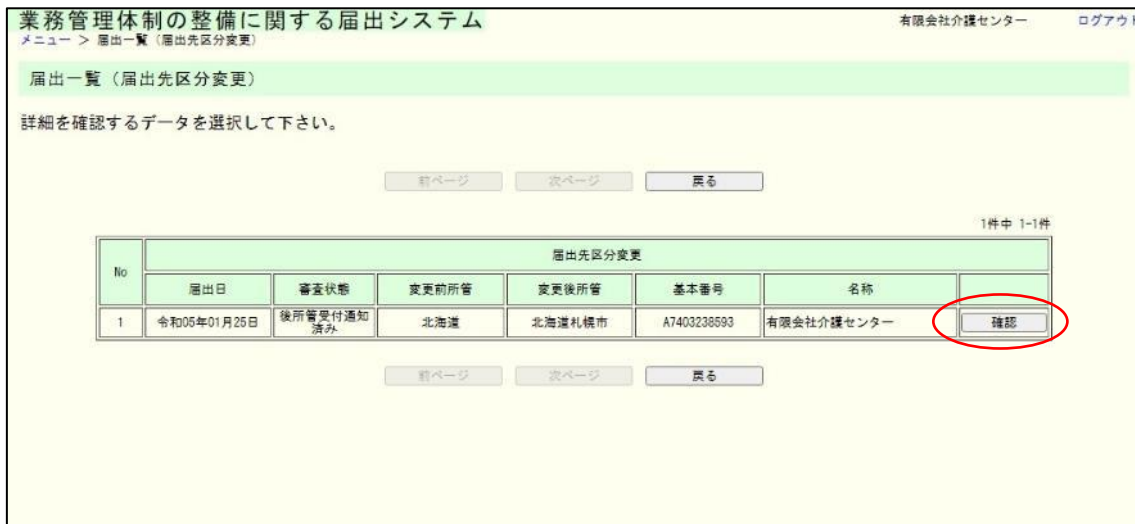 業務管理体制の整備に関する届出システム
有限会社介護センター
ログアウト
メニュー > 届出一覧（届出先区分変更）
届出一覧（届出先区分変更）
詳細を確認するデータを選択して下さい。
前ページ 次ページ 戻る
1件中 1-1件
No 届出先区分変更
届出日 審査状態 変更前所管 変更後所管 基本番号 名称
1 令和05年01月25日 後所管受付通知済み 北海道 北海道札幌市 A7403238593 有限会社介護センター 確認
前ページ 次ページ 戻る